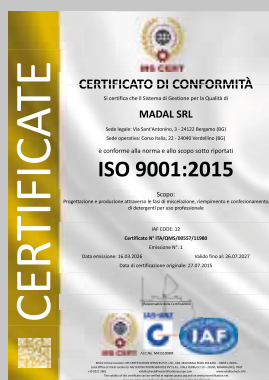 CERTIFICATE
IMS CERT
CERTIFICATO DI CONFORMITÀ
Si certifica che il Sistema di Gestione per la Qualità di
MADAL SRL
Sede legale: Via Sant'Antonino, 3 - 24122 Bergamo (BG)
Sede operativa: Corso Italia, 22 - 24040 Verdellino (BG)
è conforme alla norma e allo scopo sotto riportati
ISO 9001:2015
Scopo:
Progettazione e produzione attraverso le fasi di miscelazione, riempimento e confezionamento,
di detergenti per uso professionale
IAF CODE: 12
Certificato N° ITA/QMS/00557/11980
Emissione N°: 1
Data emissione: 16.03.2026
Valido fino al: 26.07.2027
Data di certificazione originale: 27.07.2015
IMS CERT
IAF